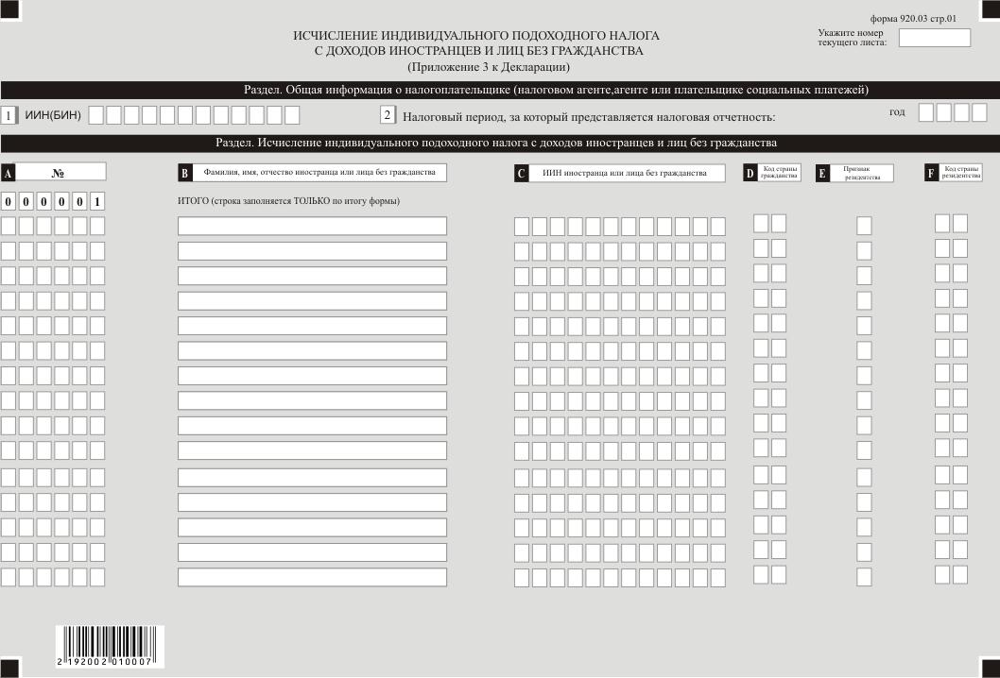 форма 920.03 стр.01
ИСЧИСЛЕНИЕ ИНДИВИДУАЛЬНОГО ПОДОХОДНОГО НАЛОГА
С ДОХОДОВ ИНОСТРАНЦЕВ И ЛИЦ БЕЗ ГРАЖДАНСТВА
(Приложение 3 к Декларации)
Укажите номер
текущего листа:
Раздел. Общая информация о налогоплательщике (налоговом агенте,агенте или плательщике социальных платежей)
1 ИИН(БИН)
2 Налоговый период, за который представляется налоговая отчетность:
год
Раздел. Исчисление индивидуального подоходного налога с доходов иностранцев и лиц без гражданства
A №
B Фамилия, имя, отчество иностранца или лица без гражданства
C ИИН иностранца или лица без гражданства
D Код страны
гражданства
E Признак
резидентства
F Код страны
резидентства
0 0 0 0 0 1
ИТОГО (строка заполняется ТОЛЬКО по итогу формы)
2 192002 010007